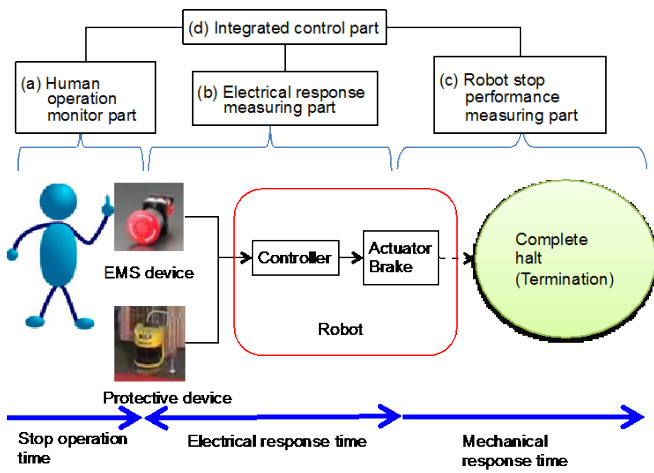 (d) Integrated control part
(a) Human
operation
monitor part
(b) Electrical response
measuring part
(c) Robot stop
performance
measuring part
EMS device
Protective device
Controller
Actuator
Brake
Robot
Complete
halt
(Termination)
Stop operation
time
Electrical response time
Mechanical
response time